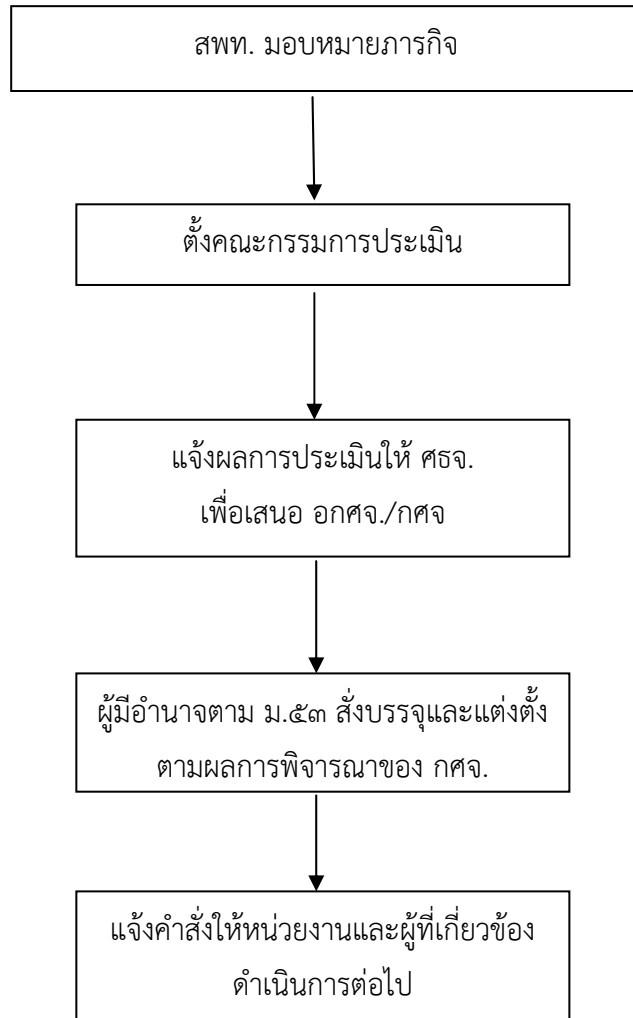 สพท. มอบหมายภารกิจ
ตั้งคณะกรรมการประเมิน
แจ้งผลการประเมินให้ ศธจ.
เพื่อเสนอ อกศจ./กศจ
ผู้มีอำนาจตาม ม.๕๓ สั่งบรรจุและแต่งตั้ง
ตามผลการพิจารณาของ กศจ.
แจ้งคำสั่งให้หน่วยงานและผู้ที่เกี่ยวข้อง
ดำเนินการต่อไป